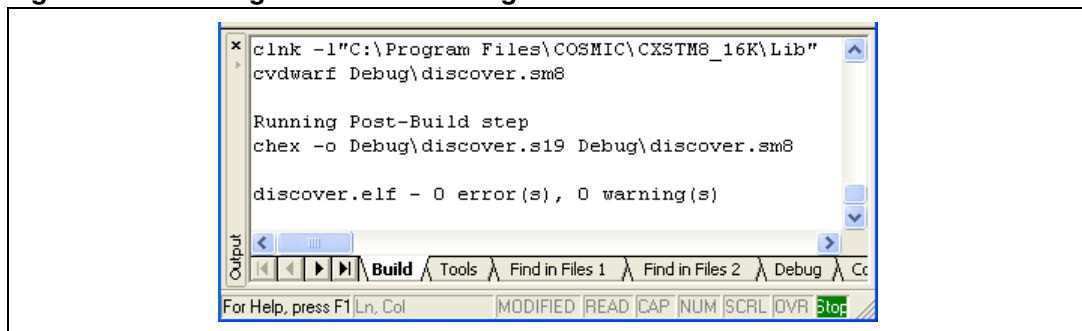 clnk -l"C:\Program Files\COSMIC\CXSTM8_16K\Lib"
cvdwarf Debug\discover.sm8
Running Post-Build step
chex -o Debug\discover.s19 Debug\discover.sm8
discover.elf - 0 error(s), 0 warning(s)
Output
Build Tools Find in Files 1 Find in Files 2 Debug
For Help, press F1 Ln, Col MODIFIED READ CAP NUM SCRL OVR Stop